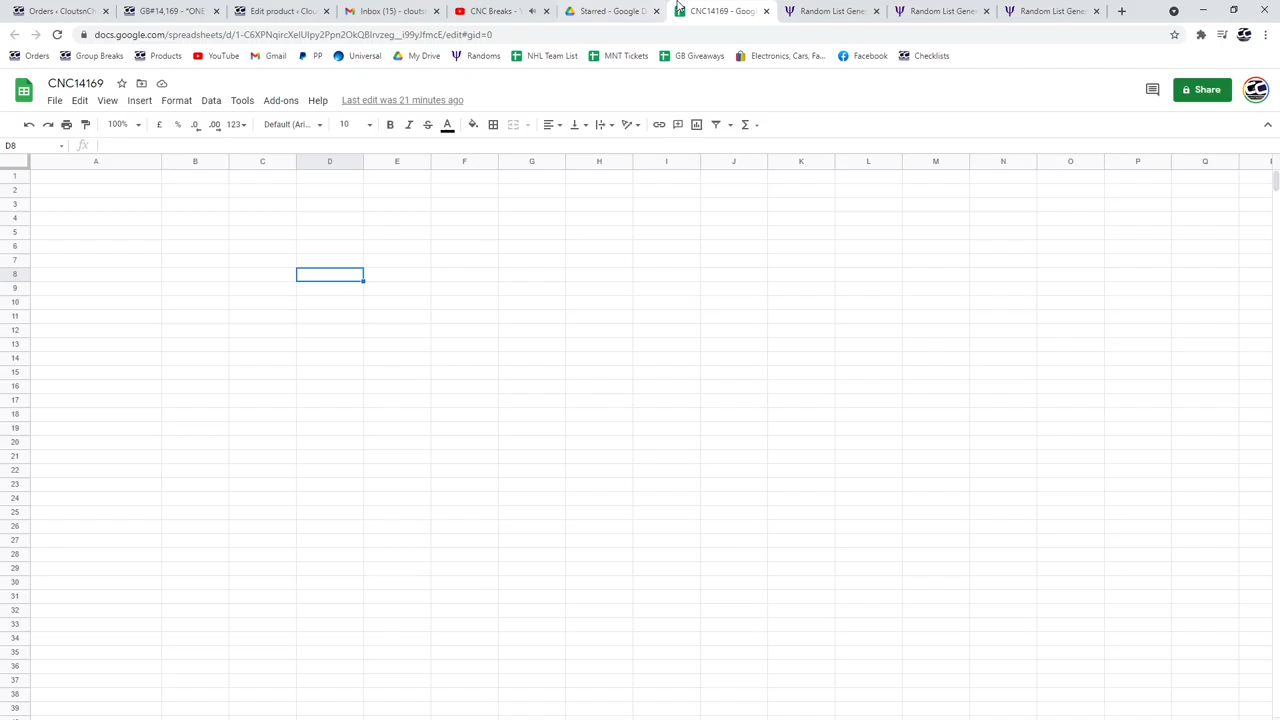 Orders ‹ CloutsnCh
GB#14,169 - *ONE
Edit product ‹ Clou
Inbox (15) - clouts
CNC Breaks -
Starred - Google D
CNC14169 - Googl
Random List Gene
Random List Gener
Random List Gene
docs.google.com/spreadsheets/d/1-C6XPNqircXeIUIpy2Ppn2OkQBIrvzeg__i99yJfmcE/edit#gid=0
Orders Group Breaks Products YouTube Gmail PP Universal My Drive Randoms NHL Team List MNT Tickets GB Giveaways Electronics, Cars, Fa... Facebook Checklists
CNC14169
File Edit View Insert Format Data Tools Add-ons Help Last edit was 21 minutes ago
Share
100% £ % .0 .00 123 Default (Ari... 10 B I S A Σ
D8 fx
A B C D E F G H I J K L M N O P Q
1
2
3
4
5
6
7
8
9
10
11
12
13
14
15
16
17
18
19
20
21
22
23
24
25
26
27
28
29
30
31
32
33
34
35
36
37
38